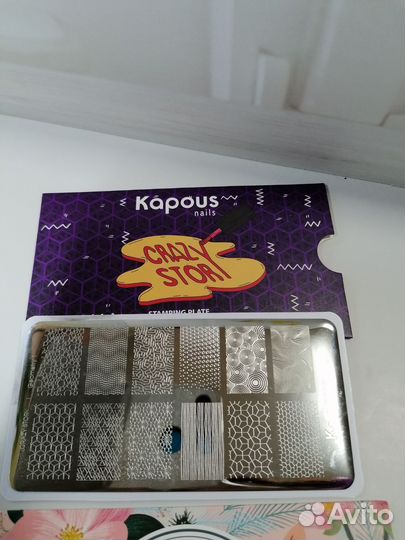 Kapous
nails
CRAZY
STORY
STAMPING PLATE
Avito